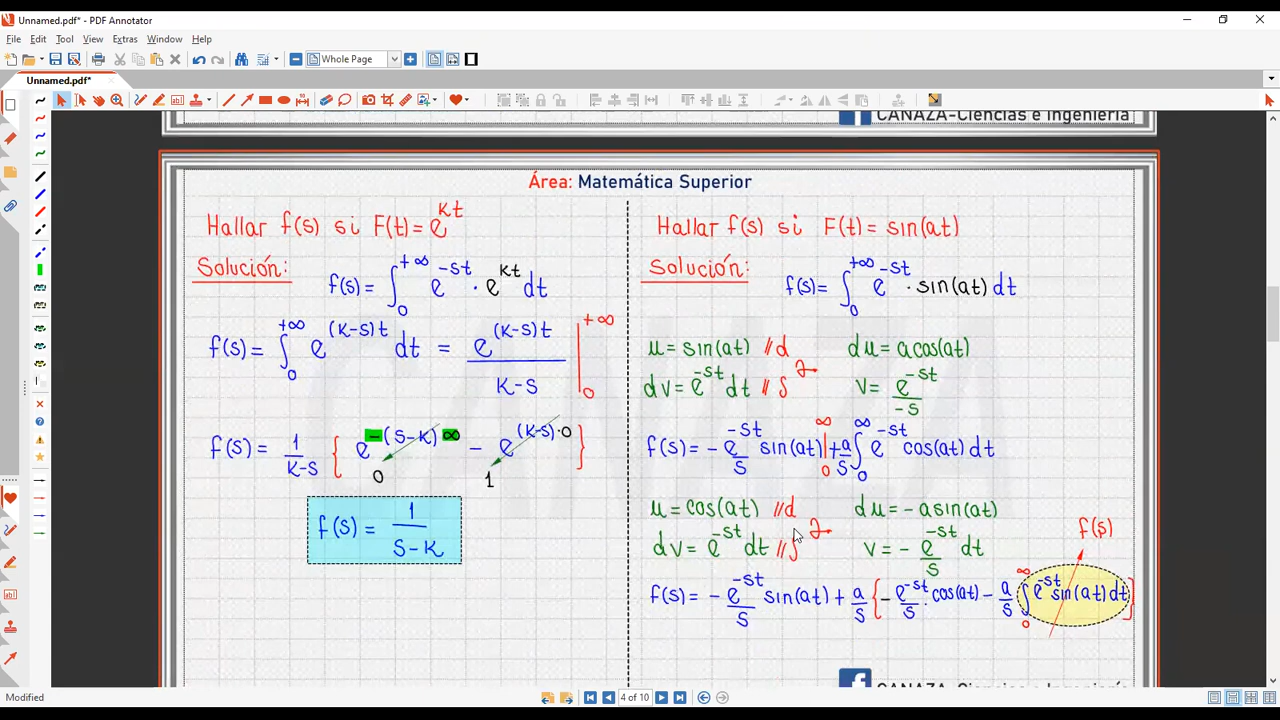 Unnamed.pdf* - PDF Annotator
File Edit Tool View Extras Window Help
Whole Page
Unnamed.pdf*
CANAZA-Ciencias e Ingeniería
Área: Matemática Superior
Hallar f(s) si F(t) = e^{kt}
Solución:
f(s) = ∫_0^{+∞} e^{-st} · e^{kt} dt
f(s) = ∫_0^{+∞} e^{(k-s)t} dt = e^{(k-s)t} / (k-s) |_0^{+∞}
f(s) = 1/(k-s) { e^{-(s-k)∞} - e^{(k-s)·0} }
0 1
f(s) = 1/(s-k)
Hallar f(s) si F(t) = sin(at)
Solución:
f(s) = ∫_0^{+∞} e^{-st} · sin(at) dt
u = sin(at) //d du = acos(at)
dv = e^{-st} dt //∫ v = e^{-st}/-s
f(s) = - e^{-st}/s sin(at) |_0^∞ + a/s ∫_0^∞ e^{-st} cos(at) dt
u = cos(at) //d du = - asin(at)
dv = e^{-st} dt //∫ v = - e^{-st}/s dt
f(s)
f(s) = - e^{-st}/s sin(at) + a/s { - e^{-st}/s · cos(at) - a/s ∫_0^∞ e^{-st} sin(at) dt }
Modified
4 of 10